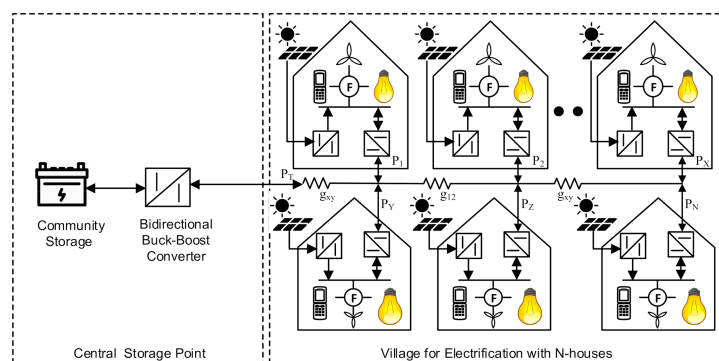 F
F
F
P1
P2
PX
PT
gxy
g12
gxy
PY
PZ
PN
Community
Storage
Bidirectional
Buck-Boost
Converter
F
F
F
Central Storage Point
Village for Electrification with N-houses